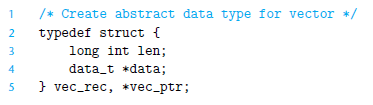 1 /* Create abstract data type for vector */
2 typedef struct {
3     long int len;
4     data_t *data;
5 } vec_rec, *vec_ptr;